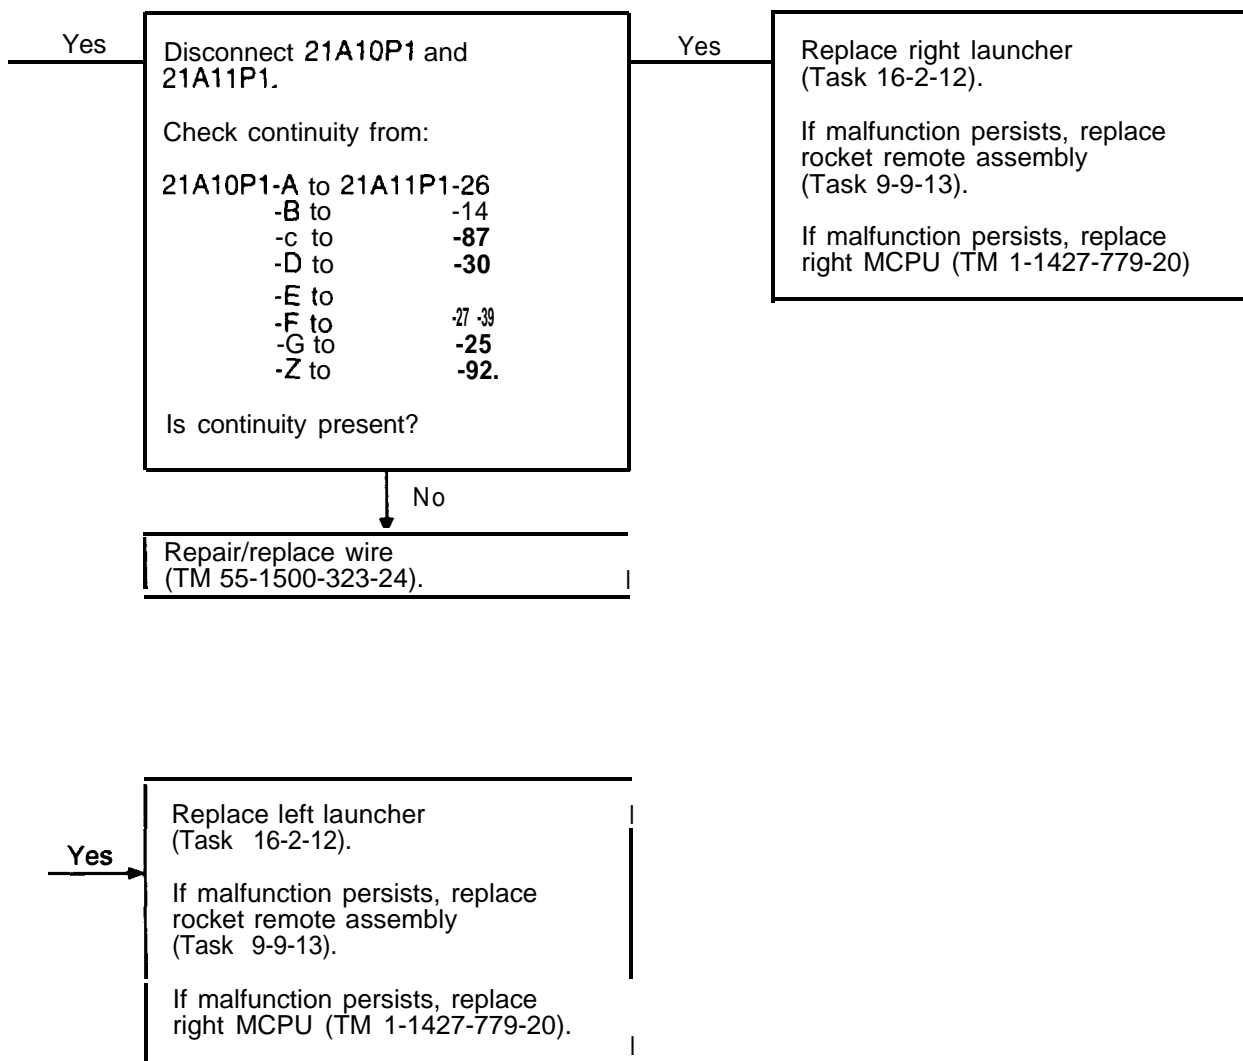 Yes
Disconnect 21A10P1 and
21A11P1.
Check continuity from:
21A10P1-A to 21A11P1-26
-B to -14
-c to -87
-D to -30
-E to
-F to -27 -39
-G to -25
-Z to -92.
Is continuity present?
Yes
Replace right launcher
(Task 16-2-12).
If malfunction persists, replace
rocket remote assembly
(Task 9-9-13).
If malfunction persists, replace
right MCPU (TM 1-1427-779-20)
No
Repair/replace wire
(TM 55-1500-323-24).
Yes
Replace left launcher
(Task 16-2-12).
If malfunction persists, replace
rocket remote assembly
(Task 9-9-13).
If malfunction persists, replace
right MCPU (TM 1-1427-779-20).